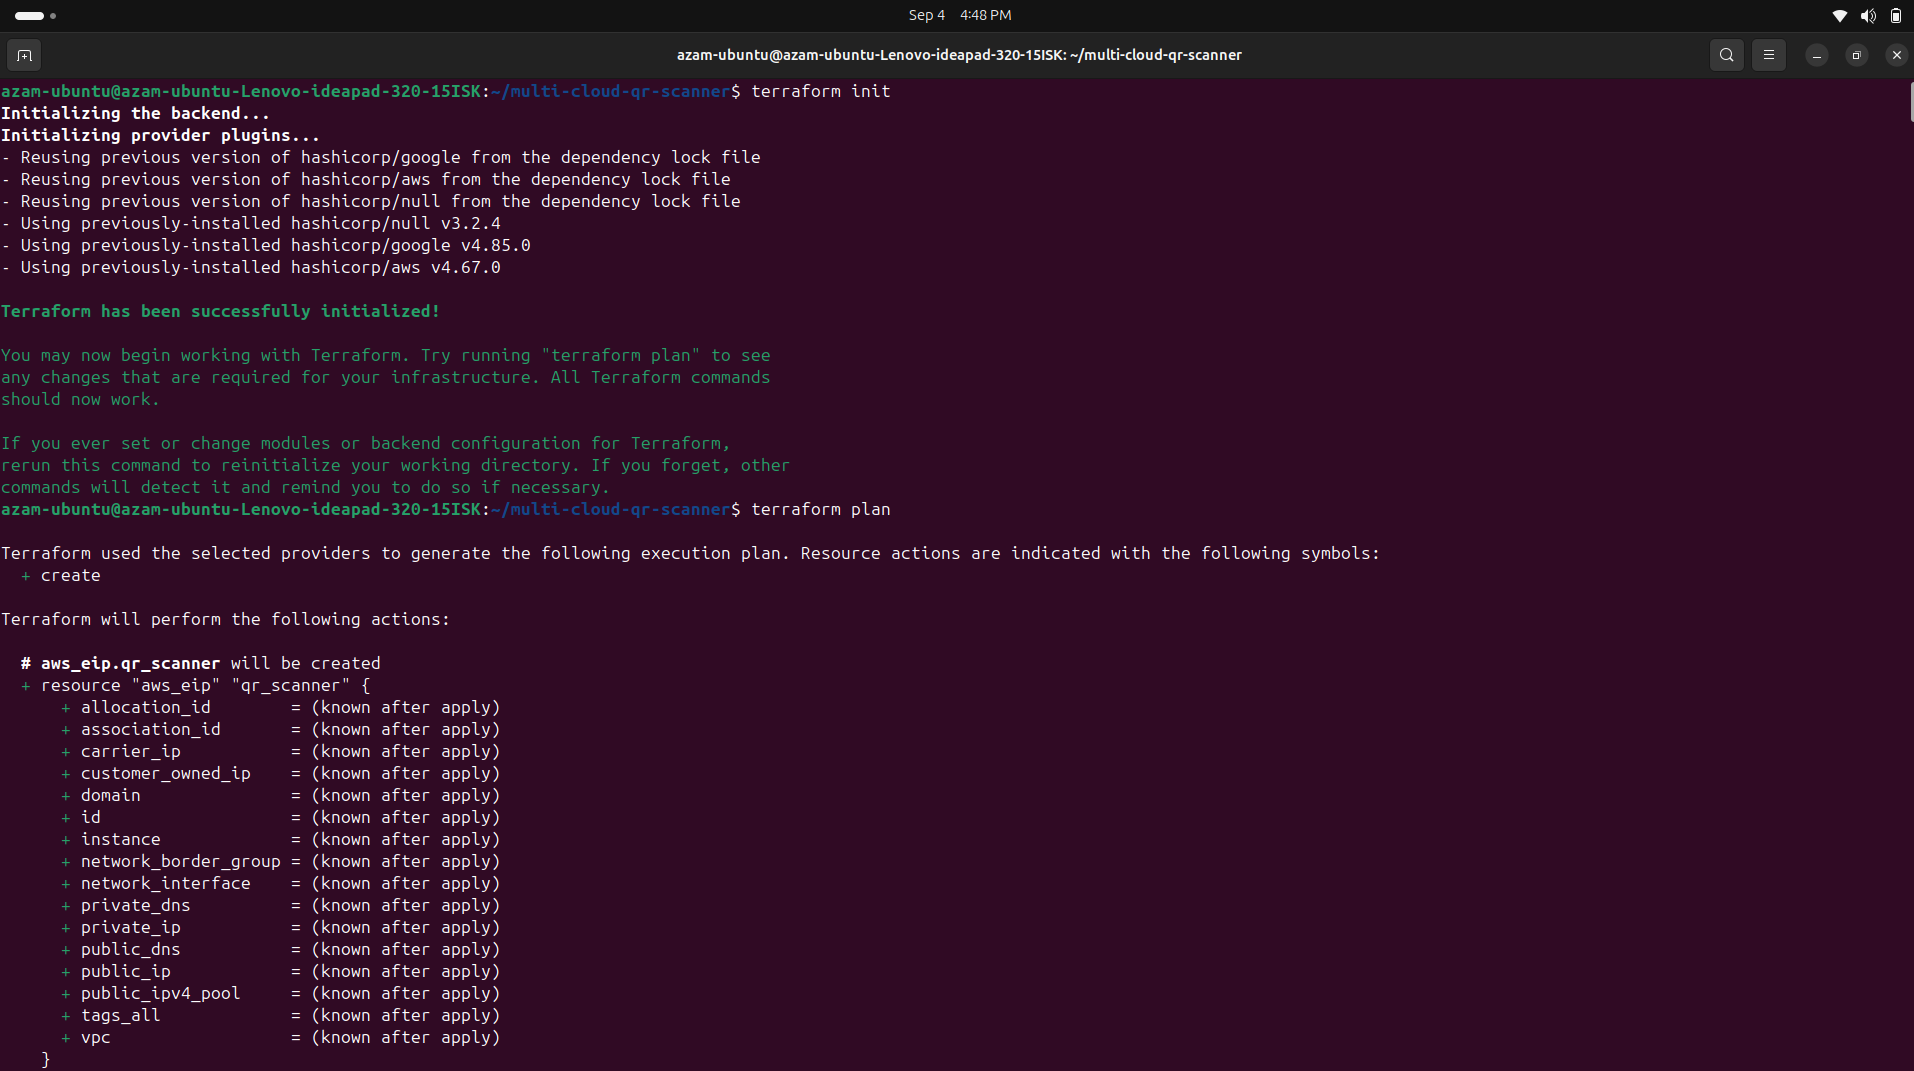 Sep 4 4:48 PM
azam-ubuntu@azam-ubuntu-Lenovo-ideapad-320-15ISK: ~/multi-cloud-qr-scanner
azam-ubuntu@azam-ubuntu-Lenovo-ideapad-320-15ISK:~/multi-cloud-qr-scanner$ terraform init
Initializing the backend...
Initializing provider plugins...
- Reusing previous version of hashicorp/google from the dependency lock file
- Reusing previous version of hashicorp/aws from the dependency lock file
- Reusing previous version of hashicorp/null from the dependency lock file
- Using previously-installed hashicorp/null v3.2.4
- Using previously-installed hashicorp/google v4.85.0
- Using previously-installed hashicorp/aws v4.67.0
Terraform has been successfully initialized!
You may now begin working with Terraform. Try running "terraform plan" to see
any changes that are required for your infrastructure. All Terraform commands
should now work.
If you ever set or change modules or backend configuration for Terraform,
rerun this command to reinitialize your working directory. If you forget, other
commands will detect it and remind you to do so if necessary.
azam-ubuntu@azam-ubuntu-Lenovo-ideapad-320-15ISK:~/multi-cloud-qr-scanner$ terraform plan
Terraform used the selected providers to generate the following execution plan. Resource actions are indicated with the following symbols:
  + create
Terraform will perform the following actions:
  # aws_eip.qr_scanner will be created
  + resource "aws_eip" "qr_scanner" {
      + allocation_id        = (known after apply)
      + association_id       = (known after apply)
      + carrier_ip           = (known after apply)
      + customer_owned_ip    = (known after apply)
      + domain               = (known after apply)
      + id                   = (known after apply)
      + instance             = (known after apply)
      + network_border_group = (known after apply)
      + network_interface    = (known after apply)
      + private_dns          = (known after apply)
      + private_ip           = (known after apply)
      + public_dns           = (known after apply)
      + public_ip            = (known after apply)
      + public_ipv4_pool     = (known after apply)
      + tags_all             = (known after apply)
      + vpc                  = (known after apply)
    }